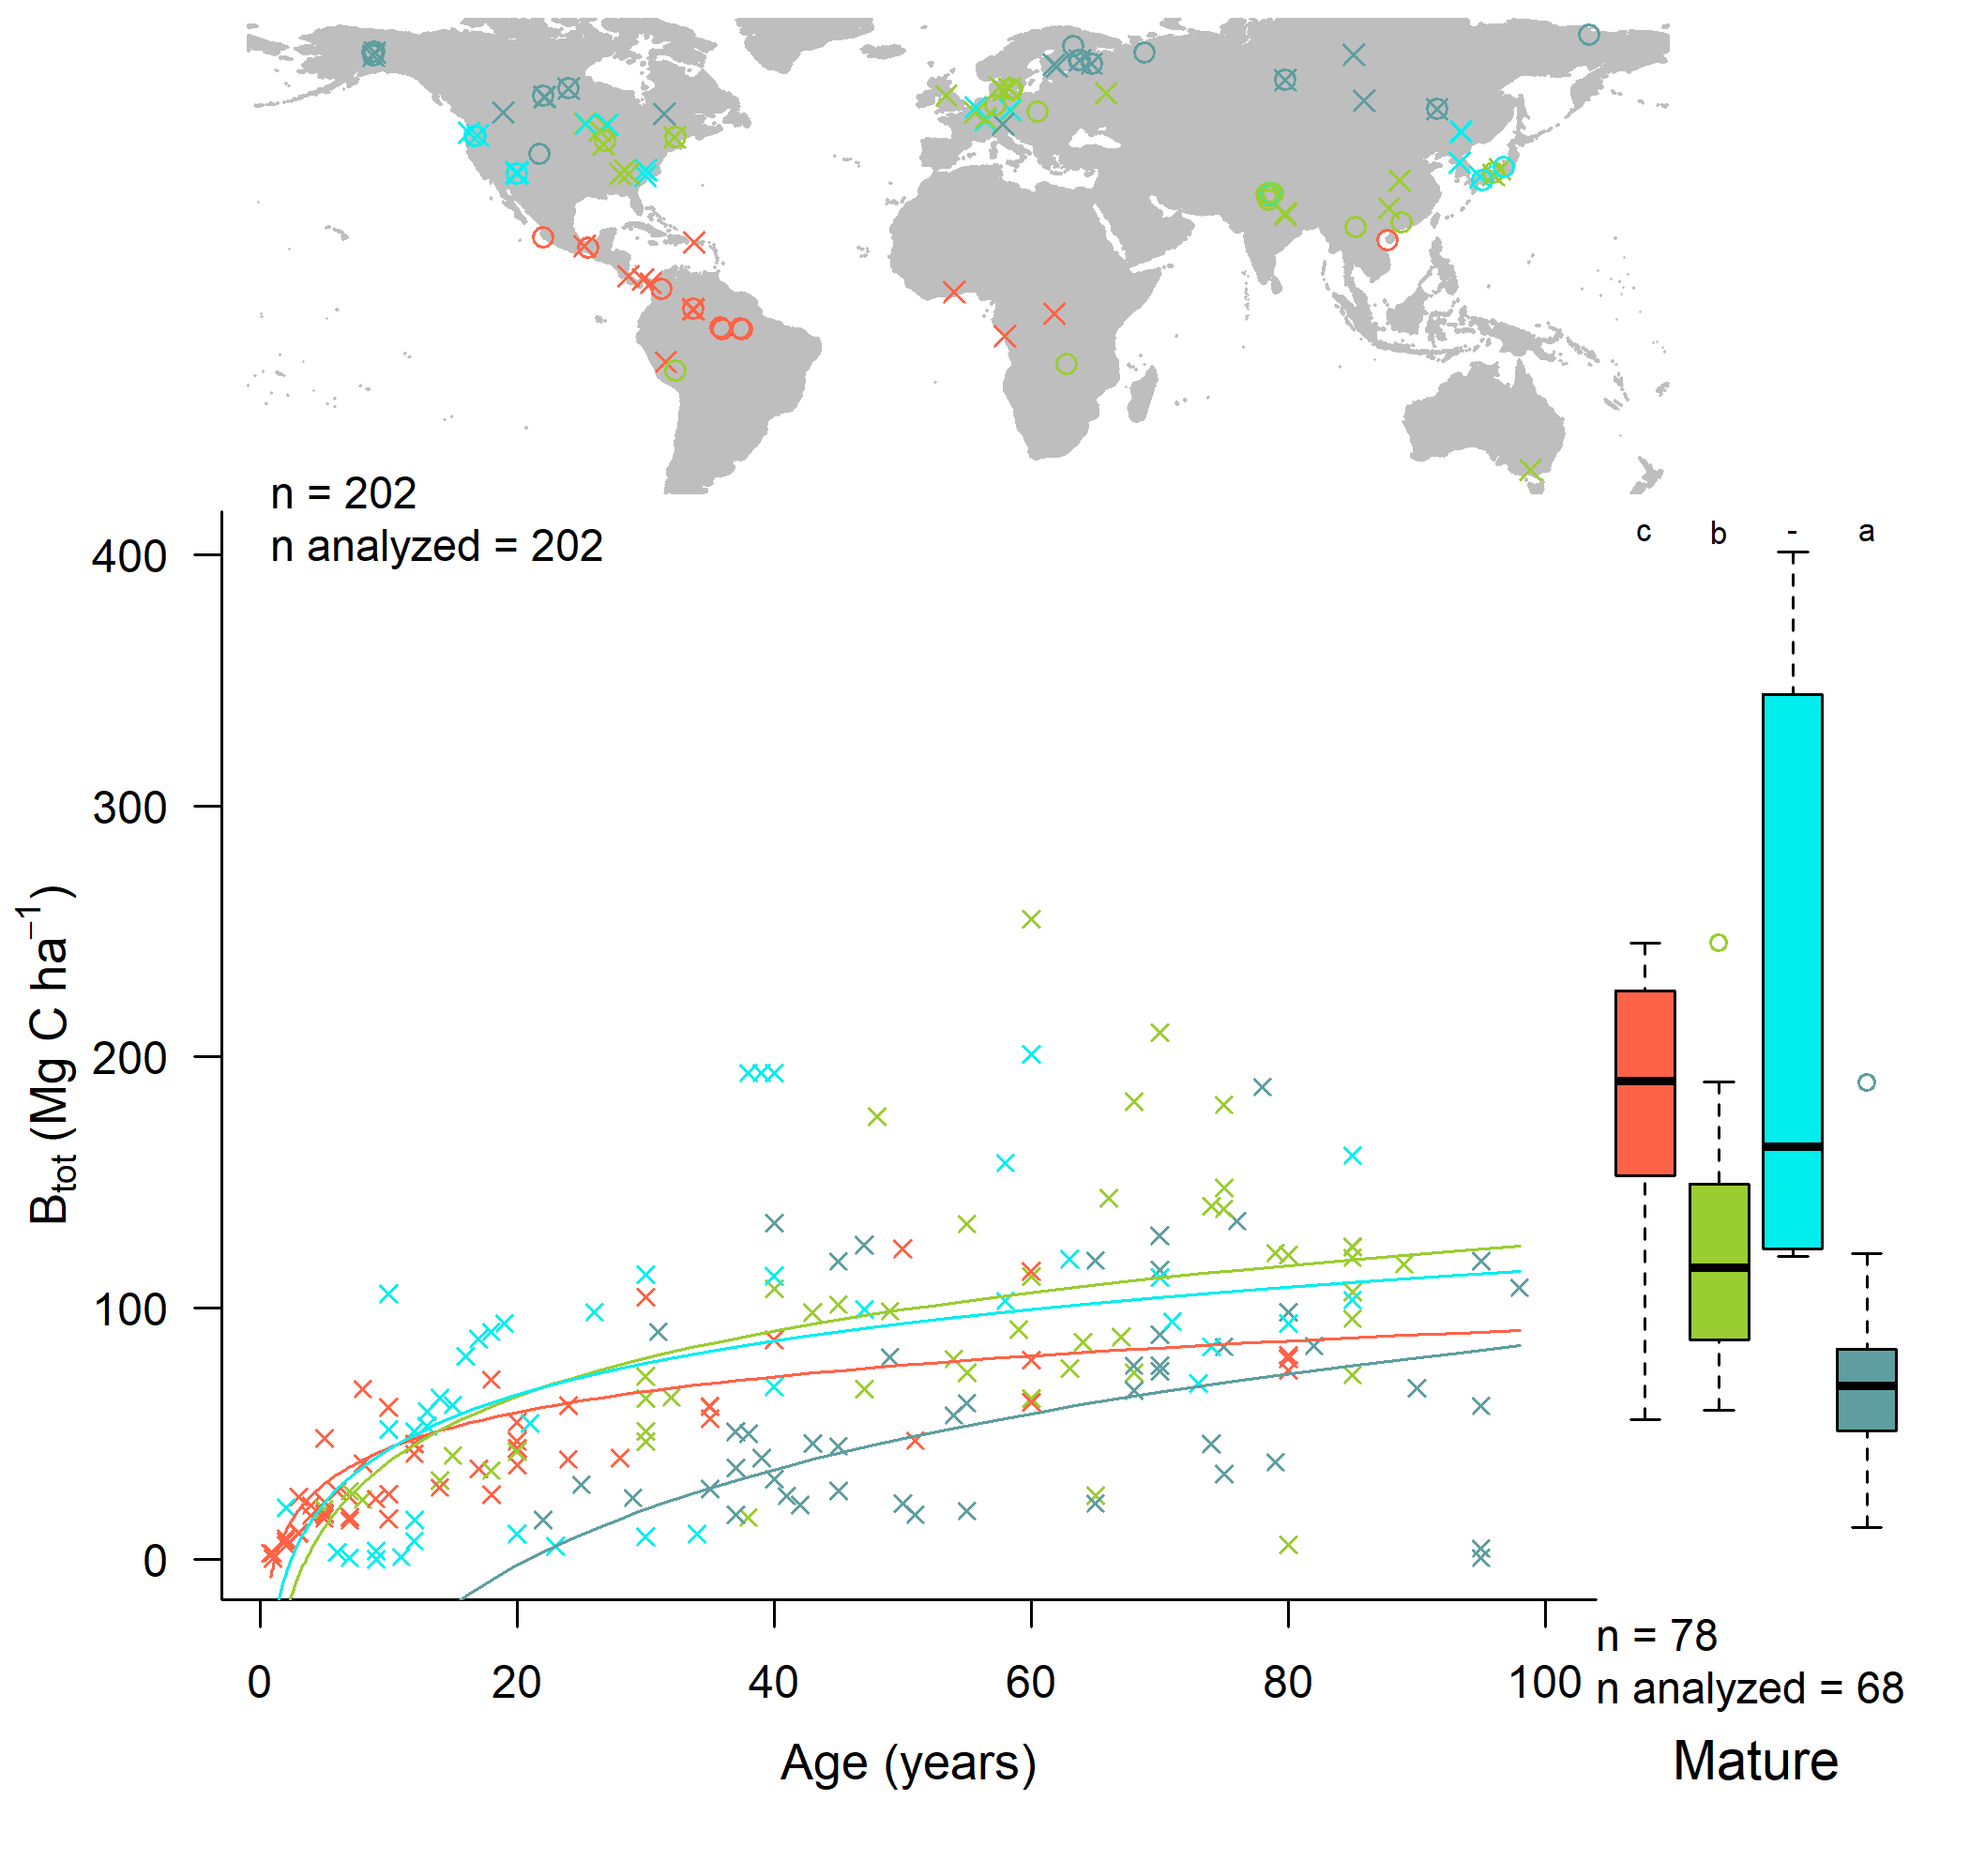 n = 202
n analyzed = 202
c b - a
400
300
200
100
0
Btot (Mg C ha−1)
0 20 40 60 80 100
Age (years)
n = 78
n analyzed = 68
Mature